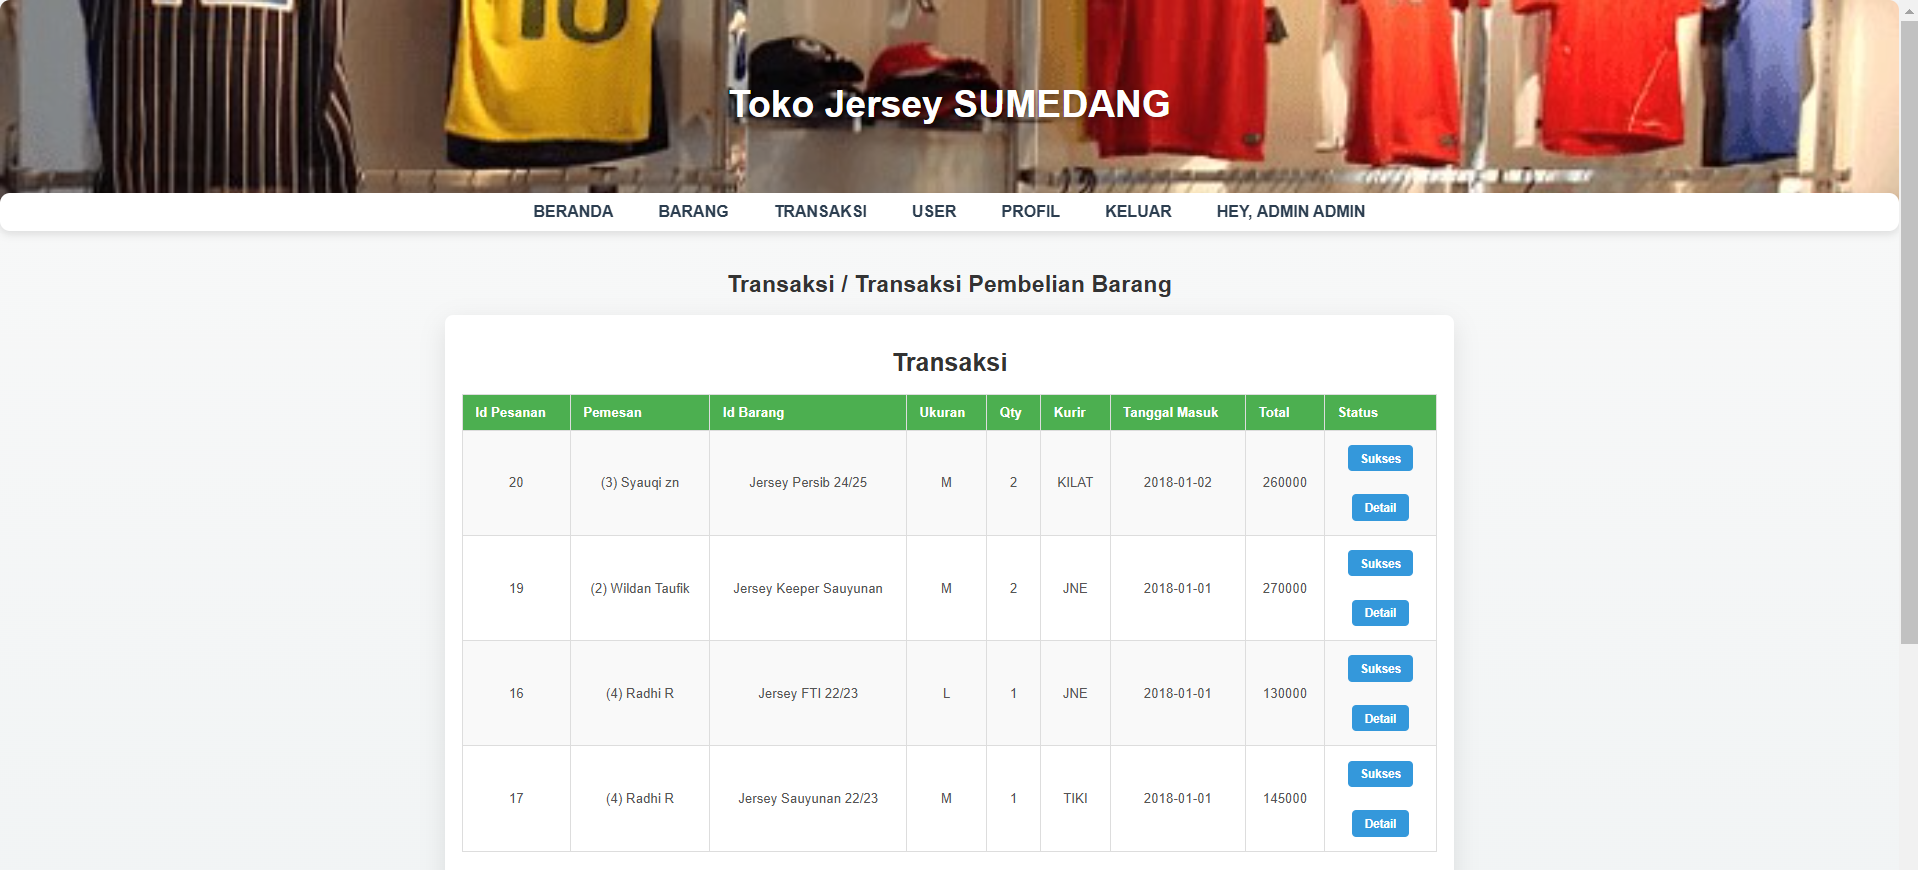 10
Toko Jersey SUMEDANG
BERANDA BARANG TRANSAKSI USER PROFIL KELUAR HEY, ADMIN ADMIN
Transaksi / Transaksi Pembelian Barang
Transaksi
Id Pesanan Pemesan Id Barang Ukuran Qty Kurir Tanggal Masuk Total Status
20 (3) Syauqi zn Jersey Persib 24/25 M 2 KILAT 2018-01-02 260000 Sukses
Detail
19 (2) Wildan Taufik Jersey Keeper Sauyunan M 2 JNE 2018-01-01 270000 Sukses
Detail
16 (4) Radhi R Jersey FTI 22/23 L 1 JNE 2018-01-01 130000 Sukses
Detail
17 (4) Radhi R Jersey Sauyunan 22/23 M 1 TIKI 2018-01-01 145000 Sukses
Detail